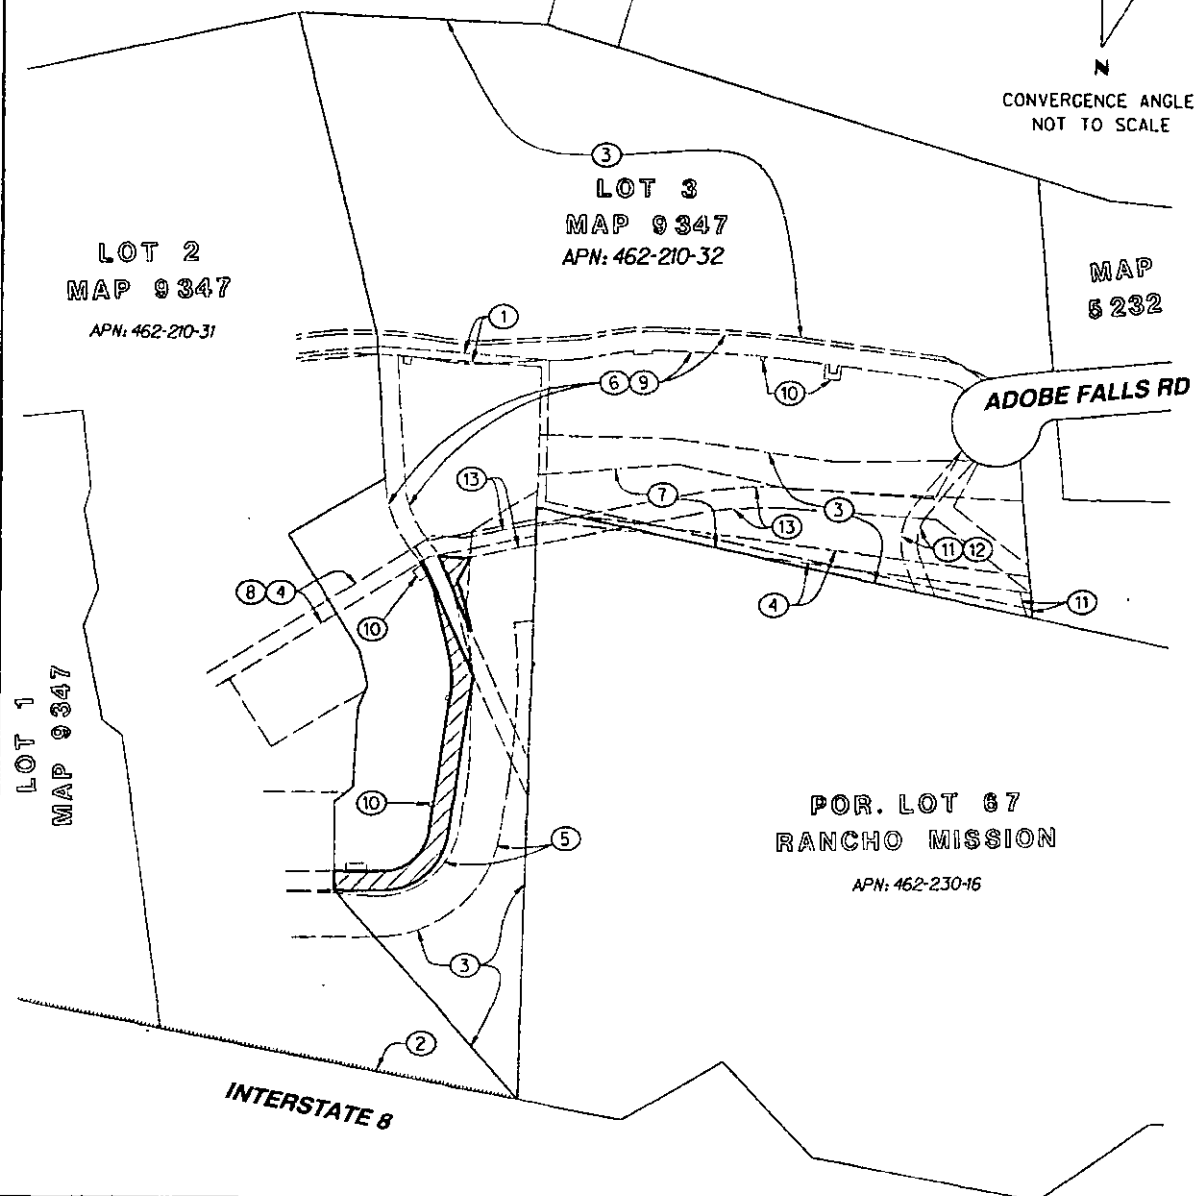 N
CONVERGENCE ANGLE
NOT TO SCALE
3
LOT 3
MAP 9347
APN: 462-210-32
LOT 2
MAP 9347
APN: 462-210-31
MAP
5232
1
6 9
10
ADOBE FALLS RD
13
7
13
3
11 12
8 4
10
4
11
LOT 1
MAP 9347
10
5
POR. LOT 67
RANCHO MISSION
APN: 462-230-16
3
2
INTERSTATE 8